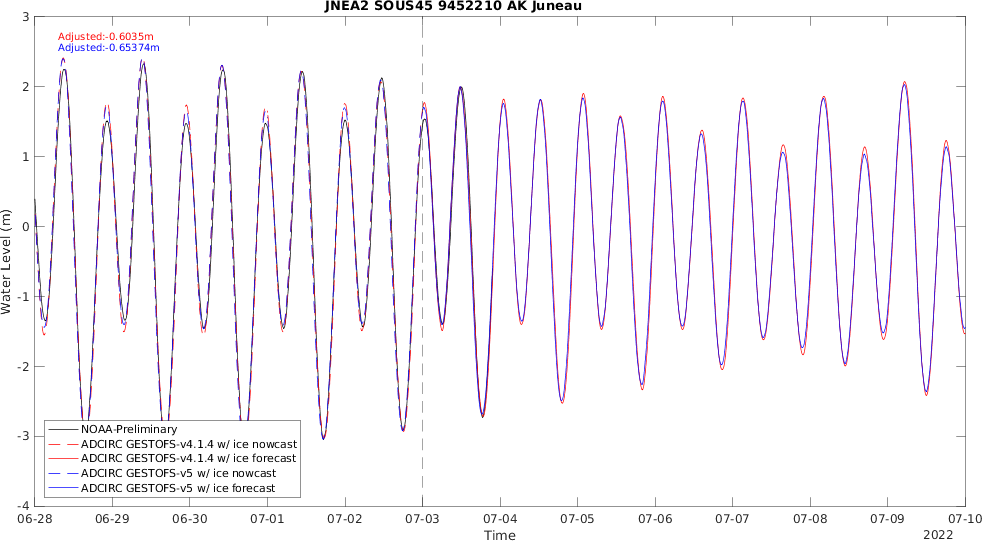 JNEA2 SOUS45 9452210 AK Juneau
Adjusted:-0.6035m
Adjusted:-0.65374m
3
2
1
0
-1
-2
-3
-4
Water Level (m)
NOAA-Preliminary
ADCIRC GESTOFS-v4.1.4 w/ ice nowcast
ADCIRC GESTOFS-v4.1.4 w/ ice forecast
ADCIRC GESTOFS-v5 w/ ice nowcast
ADCIRC GESTOFS-v5 w/ ice forecast
06-28 06-29 06-30 07-01 07-02 07-03 07-04 07-05 07-06 07-07 07-08 07-09 07-10
Time
2022